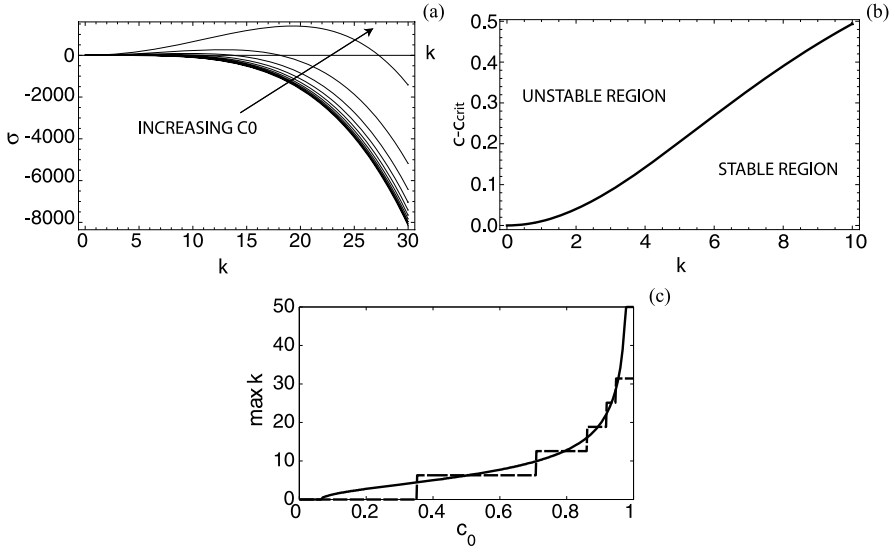 (a)
0
-2000
-4000
-6000
-8000
σ
k
INCREASING C0
0 5 10 15 20 25 30
k
(b)
0.5
0.4
0.3
0.2
0.1
0.0
c-ccrit
UNSTABLE REGION
STABLE REGION
0 2 4 6 8 10
k
(c)
50
40
30
20
10
0
max k
0 0.2 0.4 0.6 0.8 1
c0